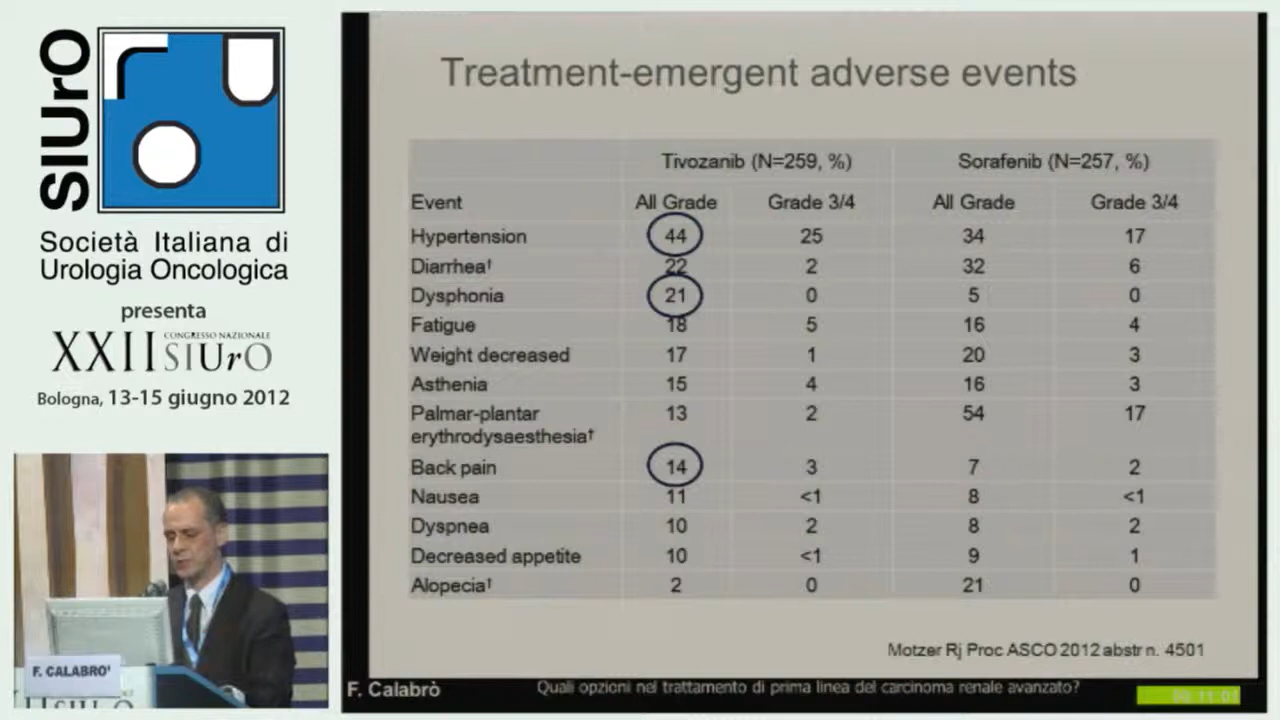 SIUrO
Società Italiana di
Urologia Oncologica
presenta
XXII CONGRESSO NAZIONALE
SIUrO
Bologna, 13-15 giugno 2012
F. CALABRO'
Treatment-emergent adverse events
Tivozanib (N=259, %) Sorafenib (N=257, %)
Event All Grade Grade 3/4 All Grade Grade 3/4
Hypertension 44 25 34 17
Diarrhea† 22 2 32 6
Dysphonia 21 0 5 0
Fatigue 18 5 16 4
Weight decreased 17 1 20 3
Asthenia 15 4 16 3
Palmar-plantar 13 2 54 17
erythrodysaesthesia†
Back pain 14 3 7 2
Nausea 11 <1 8 <1
Dyspnea 10 2 8 2
Decreased appetite 10 <1 9 1
Alopecia† 2 0 21 0
Motzer Rj Proc ASCO 2012 abstr n. 4501
F. Calabrò Quali opzioni nel trattamento di prima linea del carcinoma renale avanzato?